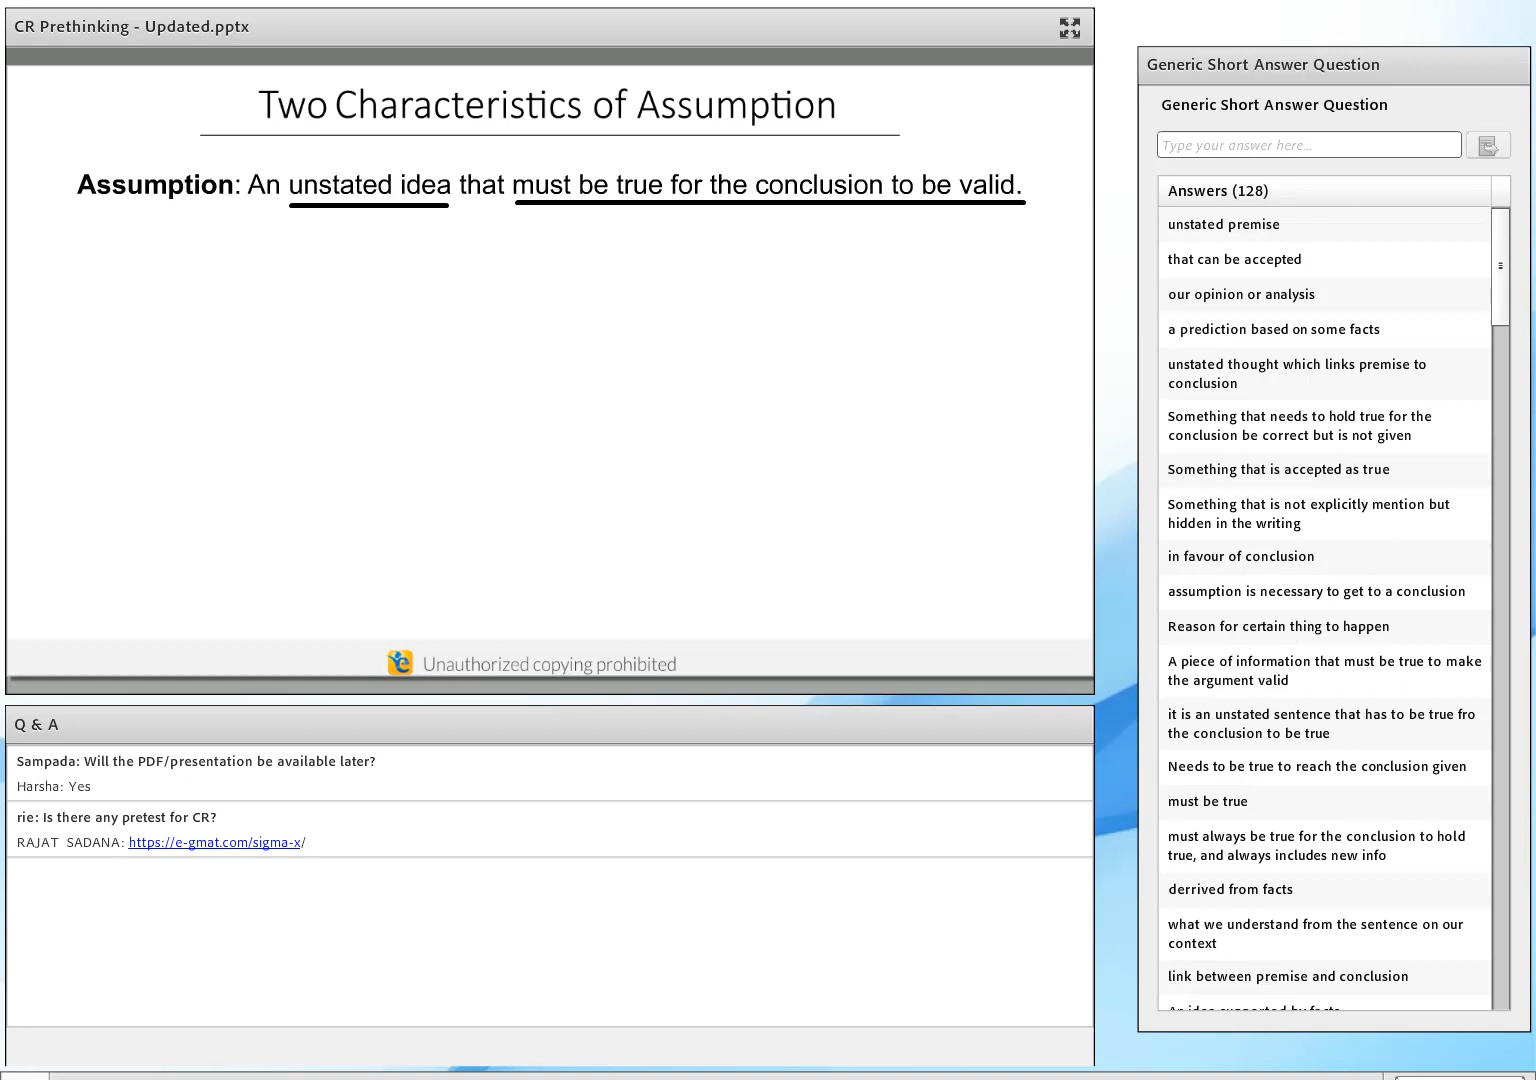 CR Prethinking - Updated.pptx
Two Characteristics of Assumption
Assumption: An unstated idea that must be true for the conclusion to be valid.
Unauthorized copying prohibited
Q & A
Sampada: Will the PDF/presentation be available later?
Harsha: Yes
rie: Is there any pretest for CR?
RAJAT SADANA: https://e-gmat.com/sigma-x/
Generic Short Answer Question
Generic Short Answer Question
Type your answer here...
Answers (128)
unstated premise
that can be accepted
our opinion or analysis
a prediction based on some facts
unstated thought which links premise to
conclusion
Something that needs to hold true for the
conclusion be correct but is not given
Something that is accepted as true
Something that is not explicitly mention but
hidden in the writing
in favour of conclusion
assumption is necessary to get to a conclusion
Reason for certain thing to happen
A piece of information that must be true to make
the argument valid
it is an unstated sentence that has to be true fro
the conclusion to be true
Needs to be true to reach the conclusion given
must be true
must always be true for the conclusion to hold
true, and always includes new info
derrived from facts
what we understand from the sentence on our
context
link between premise and conclusion
An idea supported by facts